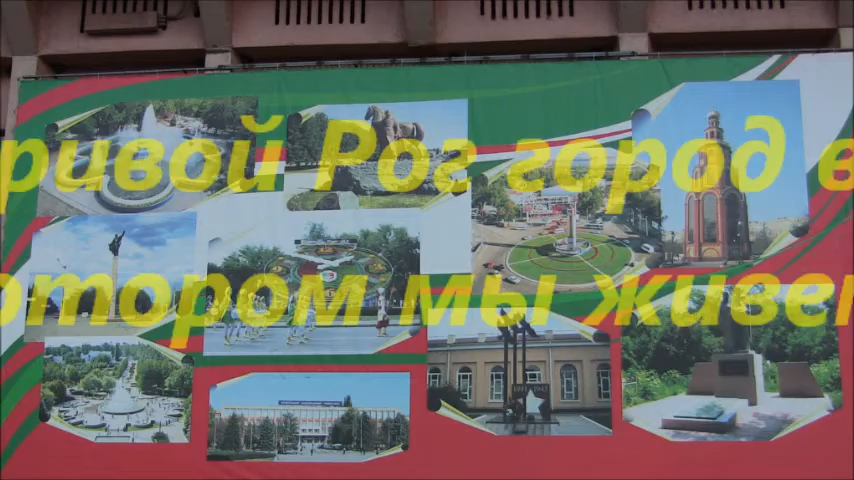 ривой Рог город в
отором мы живе